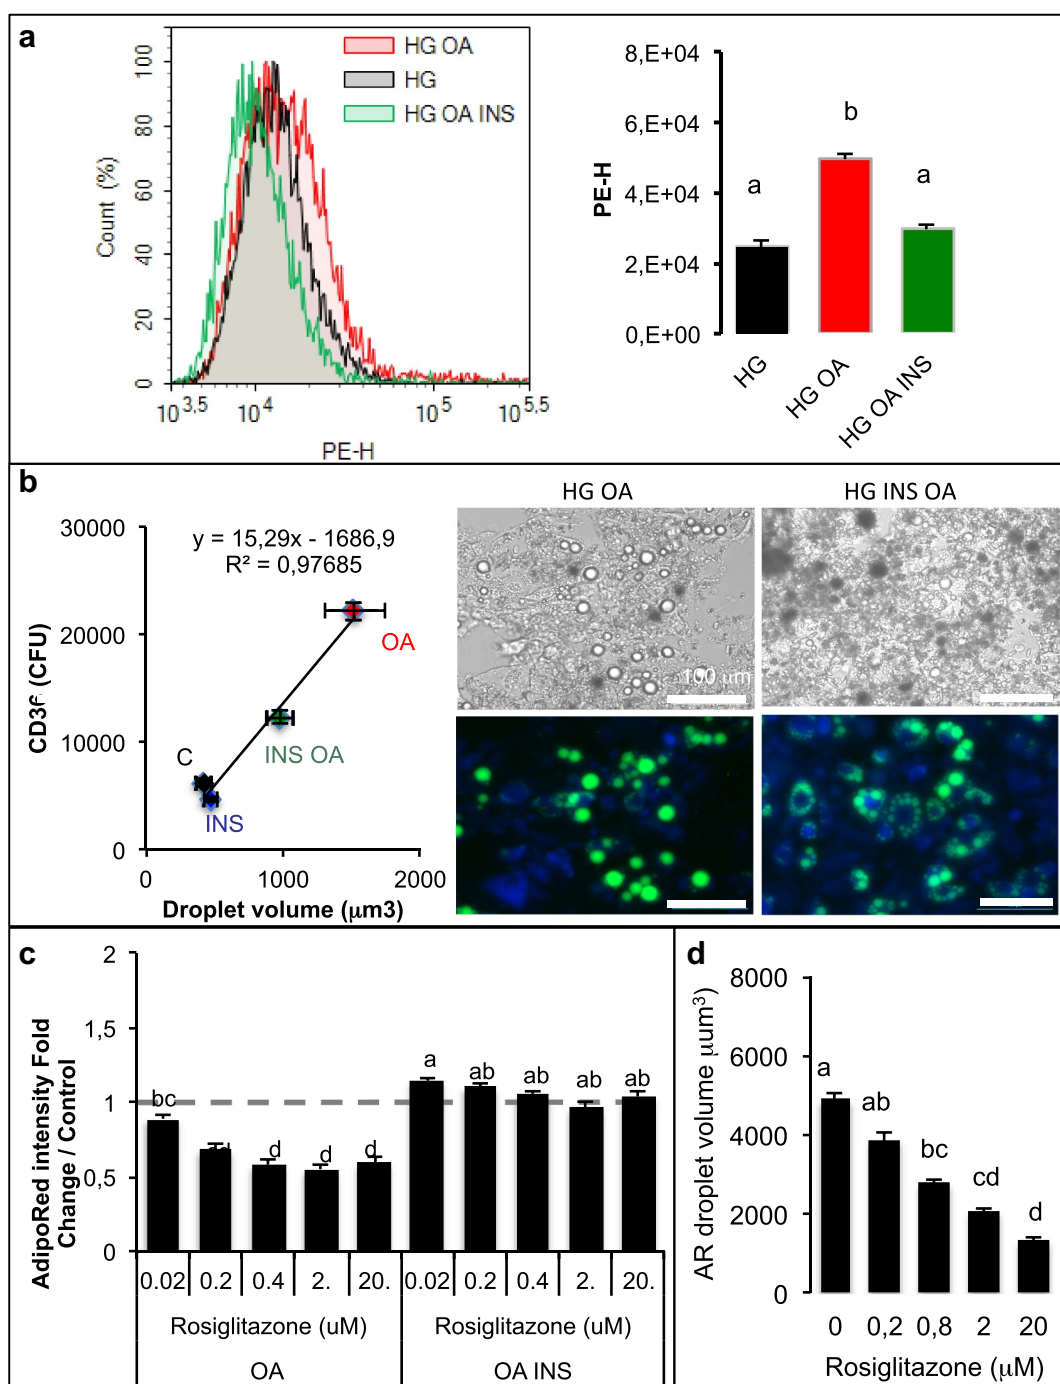 a
HG OA
HG
HG OA INS
Count (%)
100
80
60
40
20
0
10^3,5
10^4
10^5
10^5,5
PE-H
PE-H
8,E+04
6,E+04
4,E+04
2,E+04
0,E+00
a
b
a
HG
HG OA
HG OA INS
b
CD36 (CFU)
30000
20000
10000
0
y = 15,29x - 1686,9
R² = 0,97685
OA
INS OA
C
INS
0
1000
2000
Droplet volume (μm3)
HG OA
HG INS OA
100 μm
c
AdipoRed intensity Fold
Change / Control
2
1,5
1
0,5
0
bc
d
d
d
a
ab
ab
ab
ab
0.02 0.2 0.4 2. 20. 0.02 0.2 0.4 2. 20.
Rosiglitazone (uM) Rosiglitazone (uM)
OA OA INS
d
AR droplet volume μum³
8000
6000
4000
2000
0
a
ab
bc
cd
d
0 0,2 0,8 2 20
Rosiglitazone (μM)